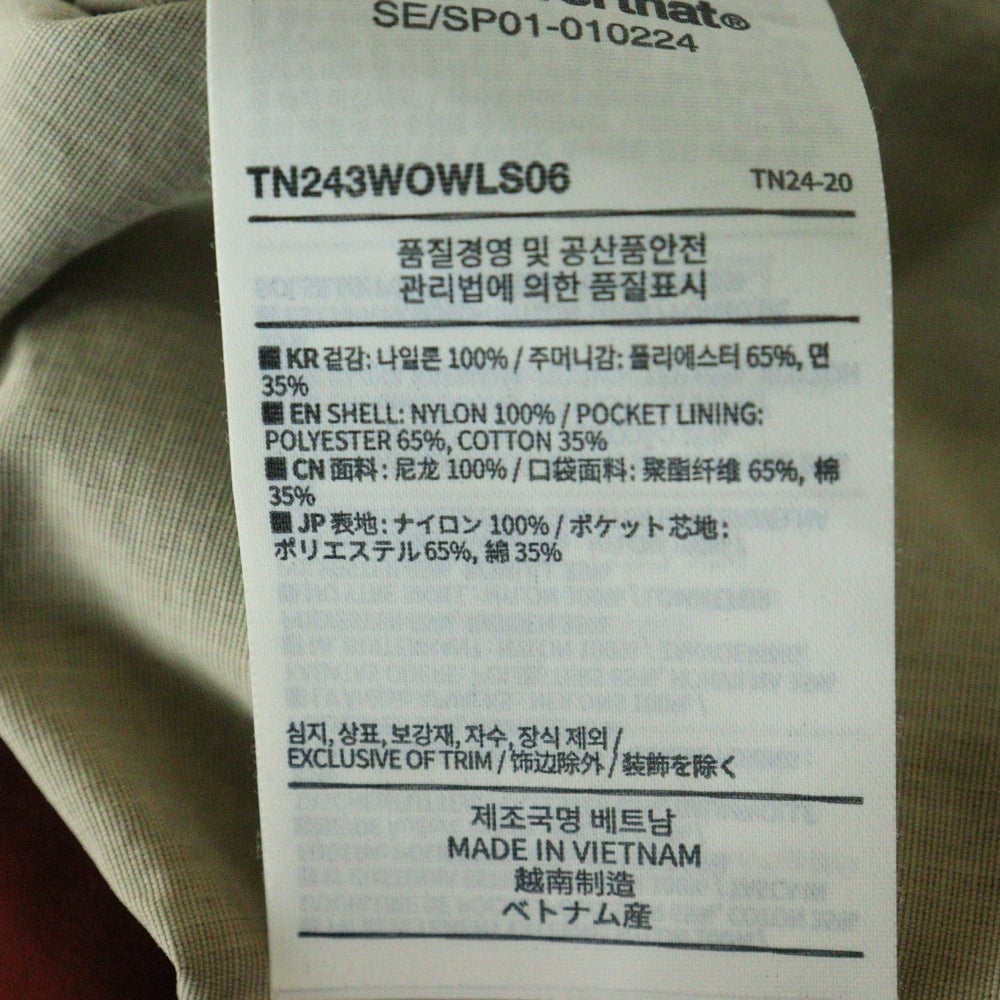 SE/SP01-010224
TN243WOWLS06 TN24-20
품질경영 및 공산품안전
관리법에 의한 품질표시
KR 겉감: 나일론 100% / 주머니감: 폴리에스터 65%, 면
35%
EN SHELL: NYLON 100% / POCKET LINING:
POLYESTER 65%, COTTON 35%
CN 面料: 尼龙 100% / 口袋面料: 聚酯纤维 65%, 棉
35%
JP 表地: ナイロン 100% / ポケット芯地:
ポリエステル 65%, 綿 35%
심지, 상표, 보강재, 자수, 장식 제외 /
EXCLUSIVE OF TRIM / 饰边除外 / 装飾を除く
제조국명 베트남
MADE IN VIETNAM
越南制造
ベトナム産